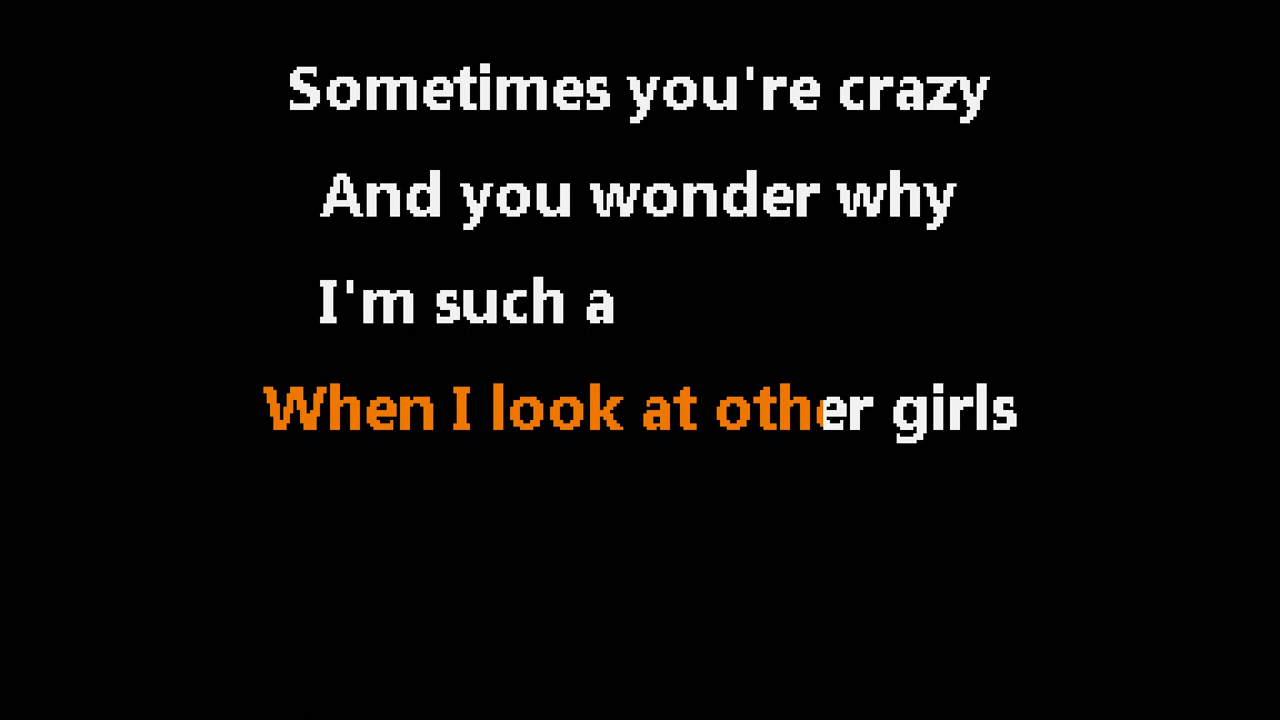 Sometimes you're crazy
And you wonder why
I'm such a
When I look at other girls